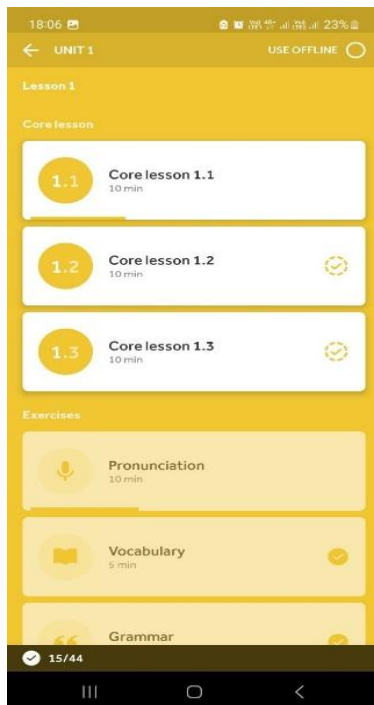 18:06 23%
UNIT 1 USE OFFLINE
Lesson 1
Core lesson
1.1 Core lesson 1.1
10 min
1.2 Core lesson 1.2
10 min
1.3 Core lesson 1.3
10 min
Exercises
Pronunciation
10 min
Vocabulary
5 min
Grammar
15/44